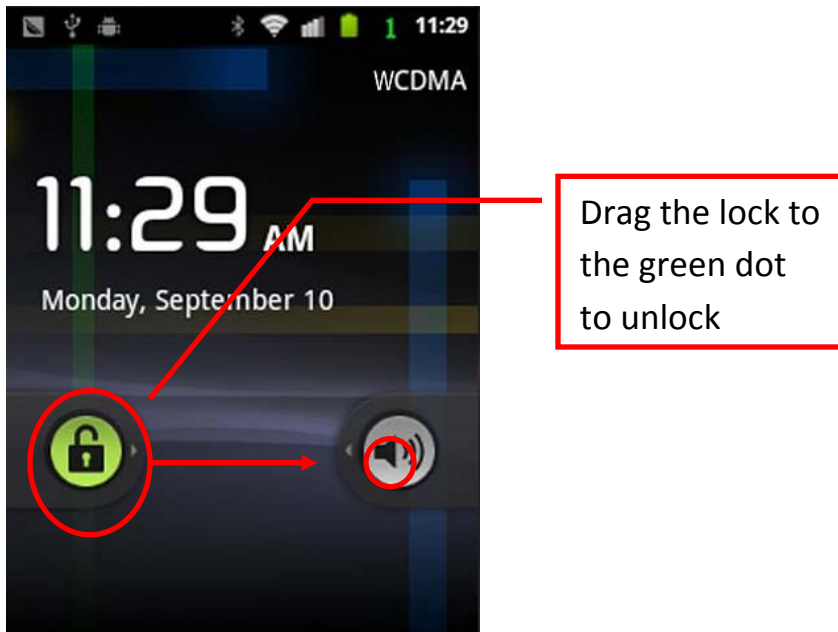 1 11:29
WCDMA
11:29 AM
Monday, September 10
Drag the lock to
the green dot
to unlock